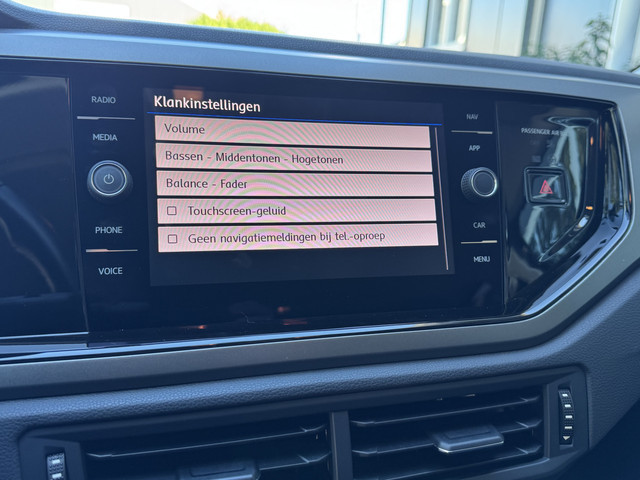 Klankinstellingen
Volume
Bassen - Middentonen - Hogetonen
Balance - Fader
Touchscreen-geluid
Geen navigatiemeldingen bij tel.-oproep
RADIO
MEDIA
PHONE
VOICE
NAV
APP
CAR
MENU
PASSENGER